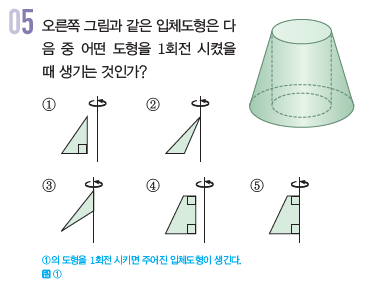 05 오른쪽 그림과 같은 입체도형은 다
음 중 어떤 도형을 1회전 시켰을
때 생기는 것인가?
① ②
③ ④ ⑤
①의 도형을 1회전 시키면 주어진 입체도형이 생긴다.
답 ①